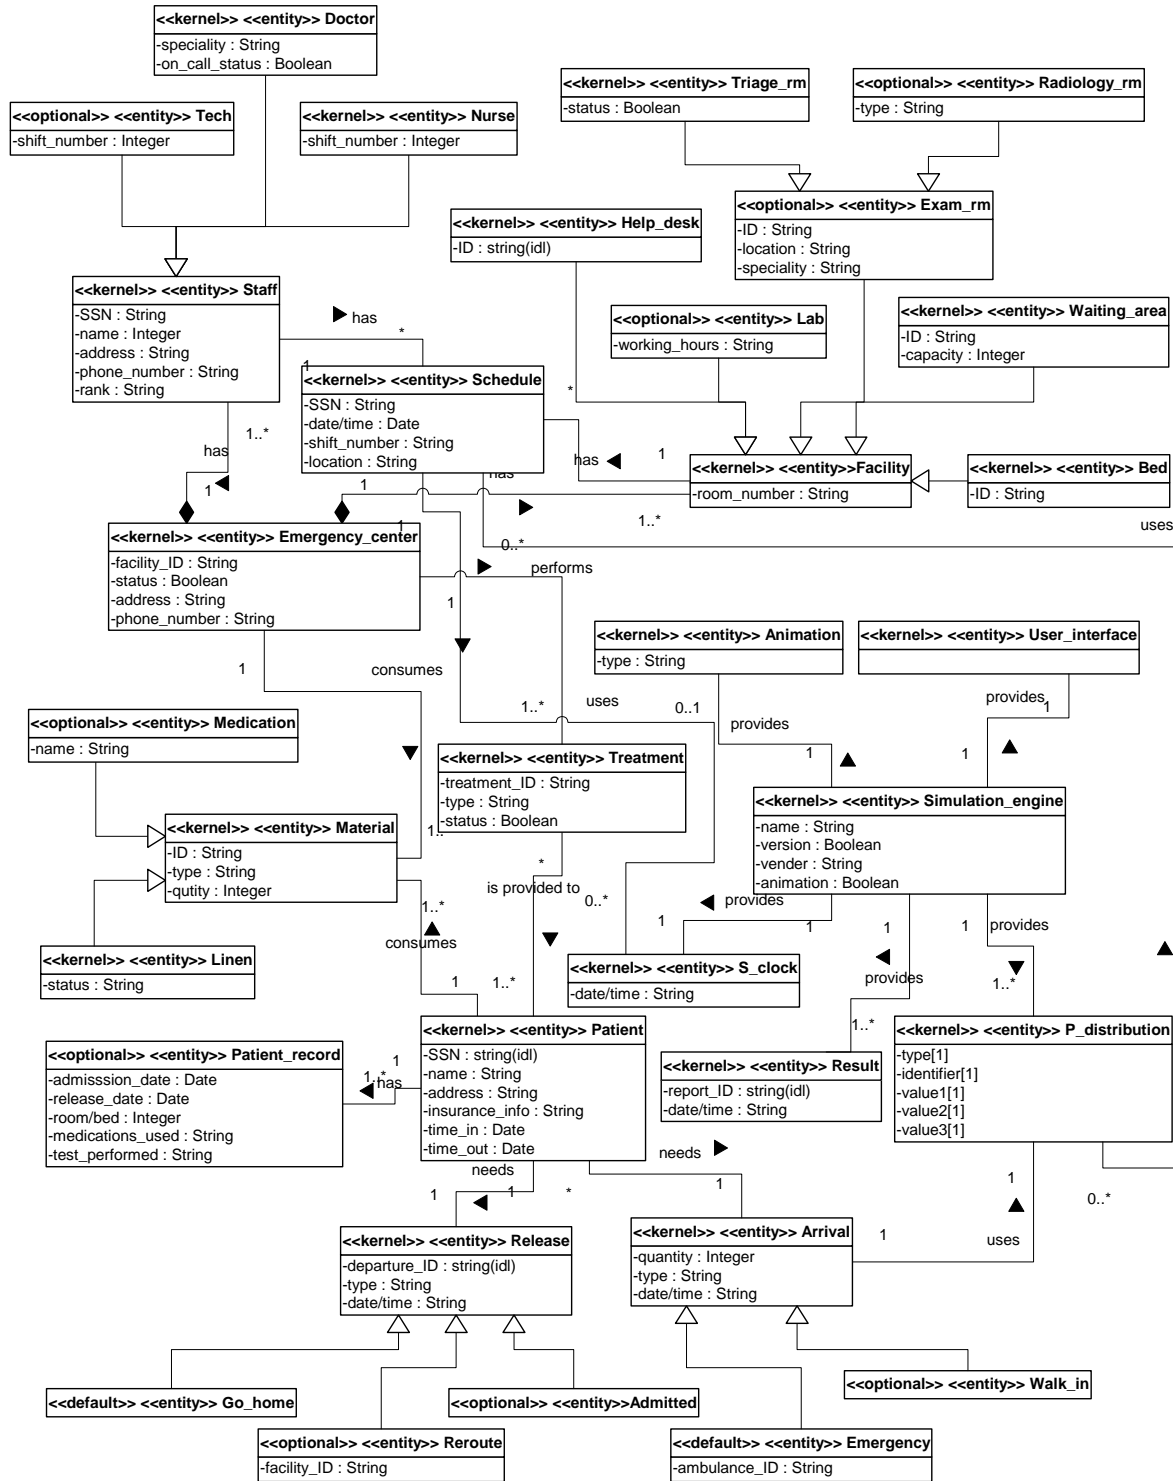 <<kernel>> <<entity>> Doctor
-speciality : String
-on_call_status : Boolean
<<optional>> <<entity>> Tech
-shift_number : Integer
<<kernel>> <<entity>> Nurse
-shift_number : Integer
<<kernel>> <<entity>> Triage_rm
-status : Boolean
<<optional>> <<entity>> Radiology_rm
-type : String
<<optional>> <<entity>> Exam_rm
-ID : String
-location : String
-speciality : String
<<kernel>> <<entity>> Help_desk
-ID : string(idl)
<<kernel>> <<entity>> Staff
-SSN : String
-name : Integer
-address : String
-phone_number : String
-rank : String
has
*
1
<<optional>> <<entity>> Lab
-working_hours : String
<<kernel>> <<entity>> Waiting_area
-ID : String
-capacity : Integer
<<kernel>> <<entity>> Schedule
-SSN : String
-date/time : Date
-shift_number : String
-location : String
*
has
1
<<kernel>> <<entity>>Facility
-room_number : String
<<kernel>> <<entity>> Bed
-ID : String
1..*
has
1
has
1
1..*
uses
1
0..*
<<kernel>> <<entity>> Emergency_center
-facility_ID : String
-status : Boolean
-address : String
-phone_number : String
performs
1
1
consumes
<<kernel>> <<entity>> Animation
-type : String
<<kernel>> <<entity>> User_interface
1..*
uses
0..1
provides
provides
1
1
1
<<optional>> <<entity>> Medication
-name : String
<<kernel>> <<entity>> Treatment
-treatment_ID : String
-type : String
-status : Boolean
<<kernel>> <<entity>> Simulation_engine
-name : String
-version : Boolean
-vender : String
-animation : Boolean
<<kernel>> <<entity>> Material
-ID : String
-type : String
-qutity : Integer
1..
*
is provided to
0..*
1..*
consumes
1
1..*
provides
1
1
1
provides
1
provides
1..*
1..*
<<kernel>> <<entity>> Linen
-status : String
<<kernel>> <<entity>> S_clock
-date/time : String
<<kernel>> <<entity>> Patient
-SSN : string(idl)
-name : String
-address : String
-insurance_info : String
-time_in : Date
-time_out : Date
<<optional>> <<entity>> Patient_record
-admisssion_date : Date
-release_date : Date
-room/bed : Integer
-medications_used : String
-test_performed : String
1
1..*
has
<<kernel>> <<entity>> Result
-report_ID : string(idl)
-date/time : String
<<kernel>> <<entity>> P_distribution
-type[1]
-identifier[1]
-value1[1]
-value2[1]
-value3[1]
needs
1
1
*
needs
1
1
0..*
1
uses
<<kernel>> <<entity>> Release
-departure_ID : string(idl)
-type : String
-date/time : String
<<kernel>> <<entity>> Arrival
-quantity : Integer
-type : String
-date/time : String
<<default>> <<entity>> Go_home
<<optional>> <<entity>>Admitted
<<optional>> <<entity>> Walk_in
<<optional>> <<entity>> Reroute
-facility_ID : String
<<default>> <<entity>> Emergency
-ambulance_ID : String